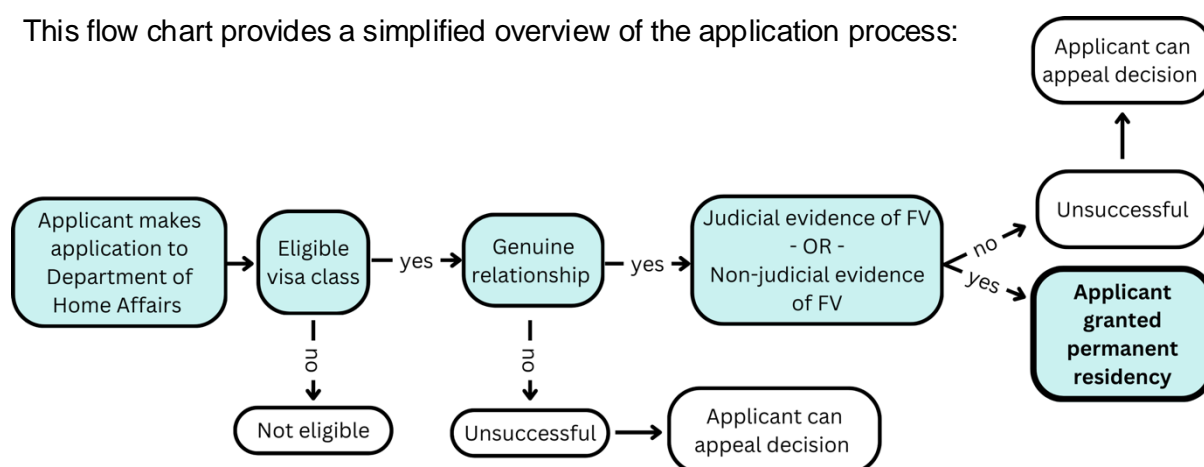 This flow chart provides a simplified overview of the application process:
Applicant can
appeal decision
Applicant makes
application to
Department of
Home Affairs
Eligible
visa class
yes
Genuine
relationship
yes
Judicial evidence of FV
- OR -
Non-judicial evidence
of FV
no
Unsuccessful
yes
Applicant
granted
permanent
residency
no
Not eligible
no
Unsuccessful
Applicant can
appeal decision